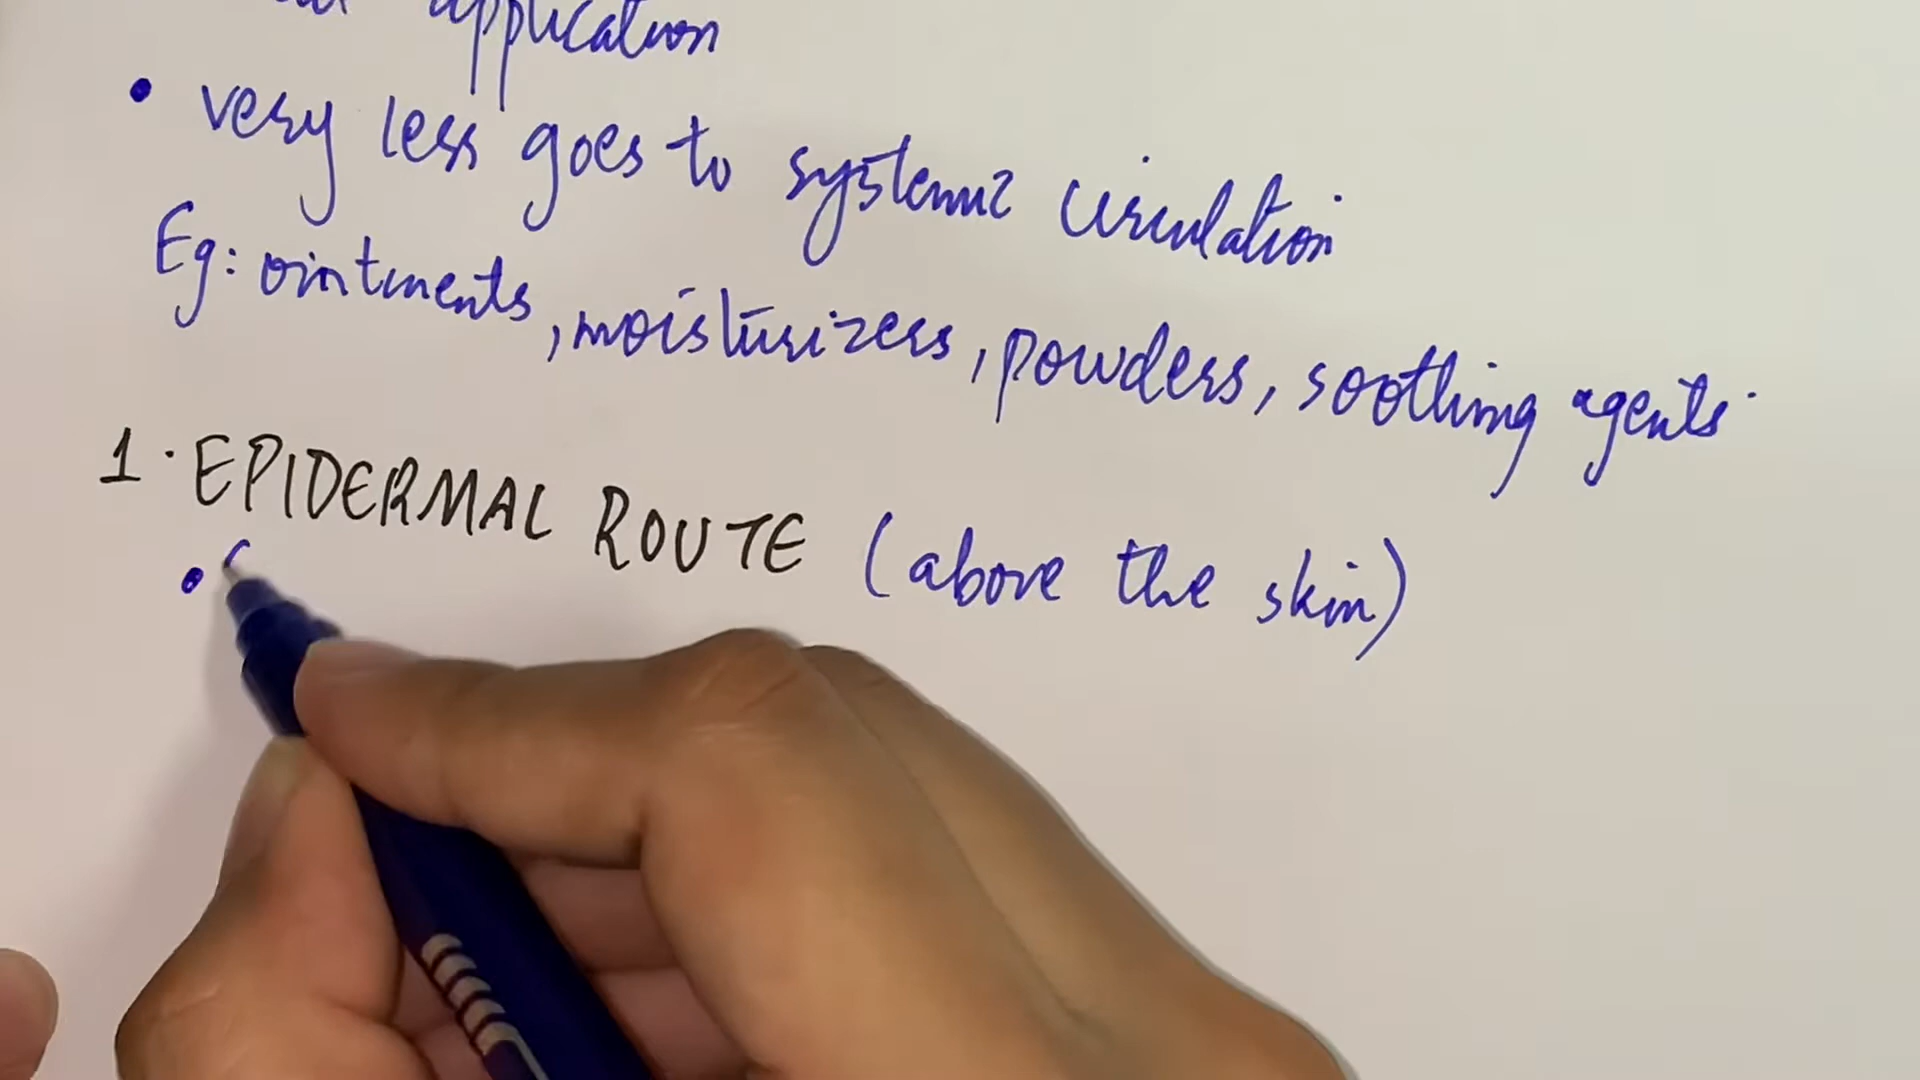 application
• very less goes to systemic circulation
Eg: ointments, moisturizers, powders, soothing agents.
1. EPIDERMAL ROUTE (above the skin)
•